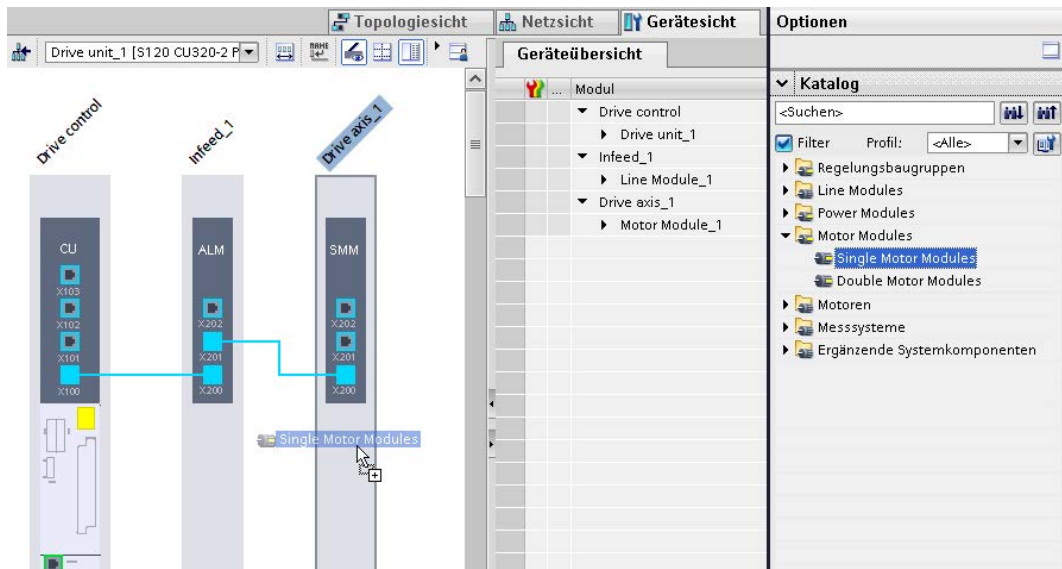 Topologiesicht
Netzsicht
Gerätesicht
Optionen
Drive unit_1 [S120 CU320-2 P
NAME
Geräteübersicht
Katalog
... Modul
<Suchen>
Filter Profil: <Alle>
Drive control
Infeed_1
Drive axis_1
Drive control
Drive unit_1
Infeed_1
Line Module_1
Drive axis_1
Motor Module_1
Regelungsbaugruppen
Line Modules
Power Modules
Motor Modules
Single Motor Modules
Double Motor Modules
Motoren
Messsysteme
Ergänzende Systemkomponenten
CU
X103
X102
X101
X100
ALM
X202
X201
X200
SMM
X202
X201
X200
Single Motor Modules